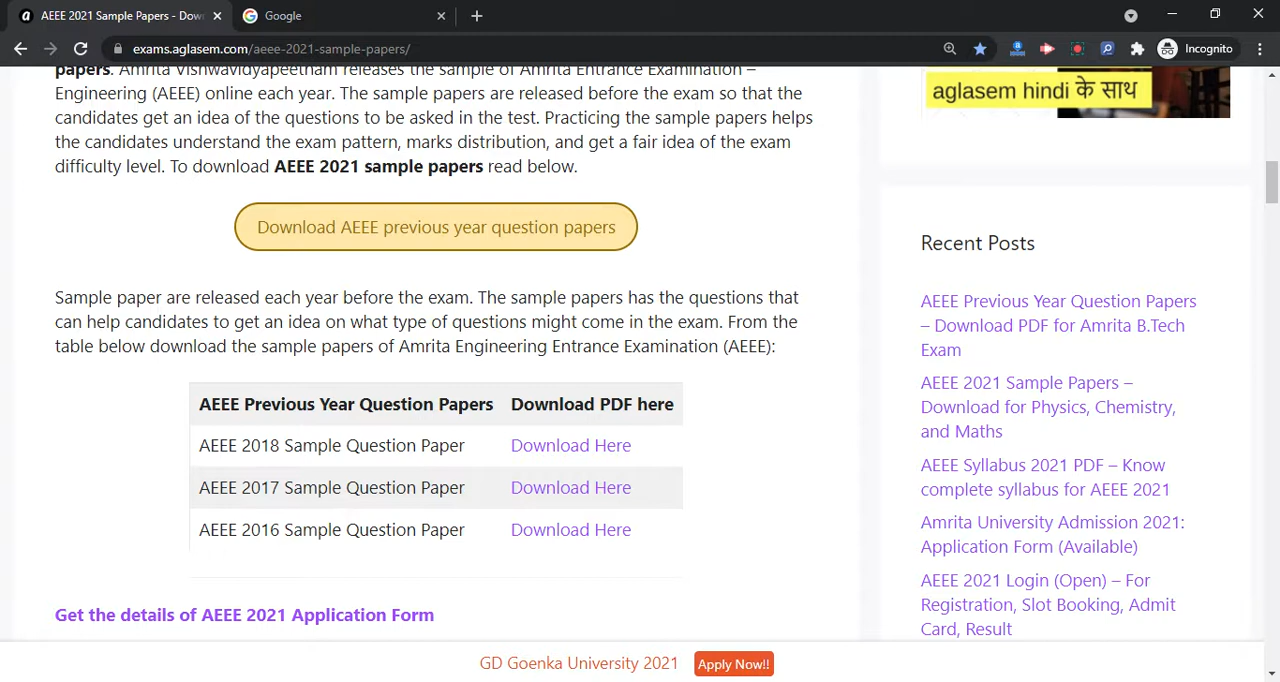 AEEE 2021 Sample Papers - Dow
Google
exams.aglasem.com/aeee-2021-sample-papers/
Incognito
papers. Amrita Vishwavidyapeetham releases the sample of Amrita Entrance Examination –
Engineering (AEEE) online each year. The sample papers are released before the exam so that the
candidates get an idea of the questions to be asked in the test. Practicing the sample papers helps
the candidates understand the exam pattern, marks distribution, and get a fair idea of the exam
difficulty level. To download AEEE 2021 sample papers read below.
Download AEEE previous year question papers
Sample paper are released each year before the exam. The sample papers has the questions that
can help candidates to get an idea on what type of questions might come in the exam. From the
table below download the sample papers of Amrita Engineering Entrance Examination (AEEE):
AEEE Previous Year Question Papers Download PDF here
AEEE 2018 Sample Question Paper Download Here
AEEE 2017 Sample Question Paper Download Here
AEEE 2016 Sample Question Paper Download Here
Get the details of AEEE 2021 Application Form
aglasem hindi के साथ
Recent Posts
AEEE Previous Year Question Papers
– Download PDF for Amrita B.Tech
Exam
AEEE 2021 Sample Papers –
Download for Physics, Chemistry,
and Maths
AEEE Syllabus 2021 PDF – Know
complete syllabus for AEEE 2021
Amrita University Admission 2021:
Application Form (Available)
AEEE 2021 Login (Open) – For
Registration, Slot Booking, Admit
Card, Result
GD Goenka University 2021 Apply Now!!